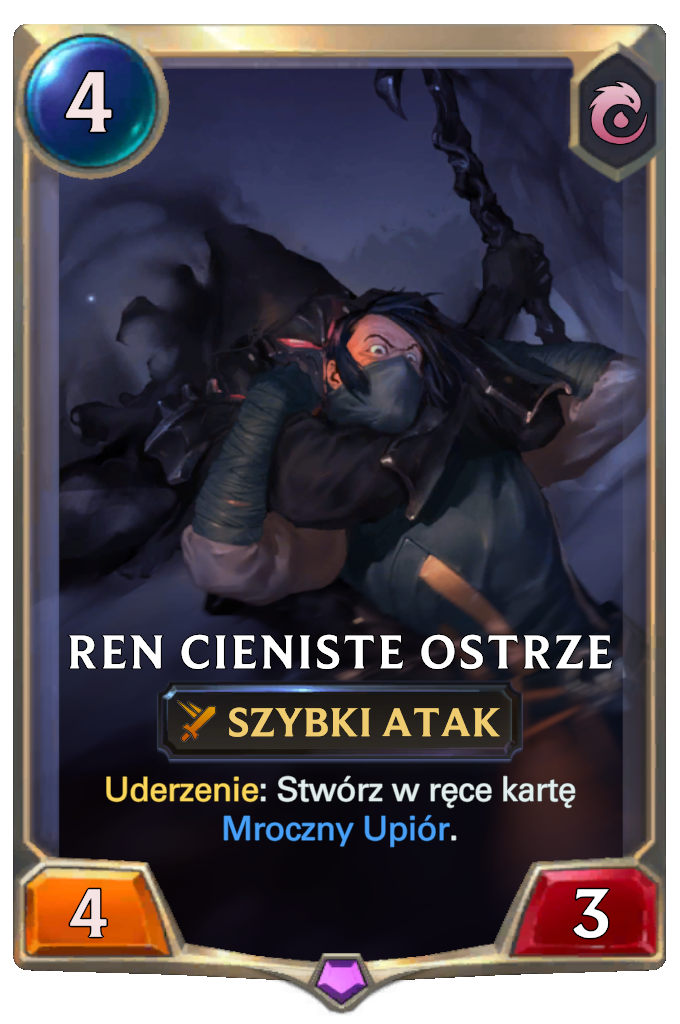 4
REN CIENISTE OSTRZE
SZYBKI ATAK
Uderzenie: Stwórz w ręce kartę
Mroczny Upiór.
4
3